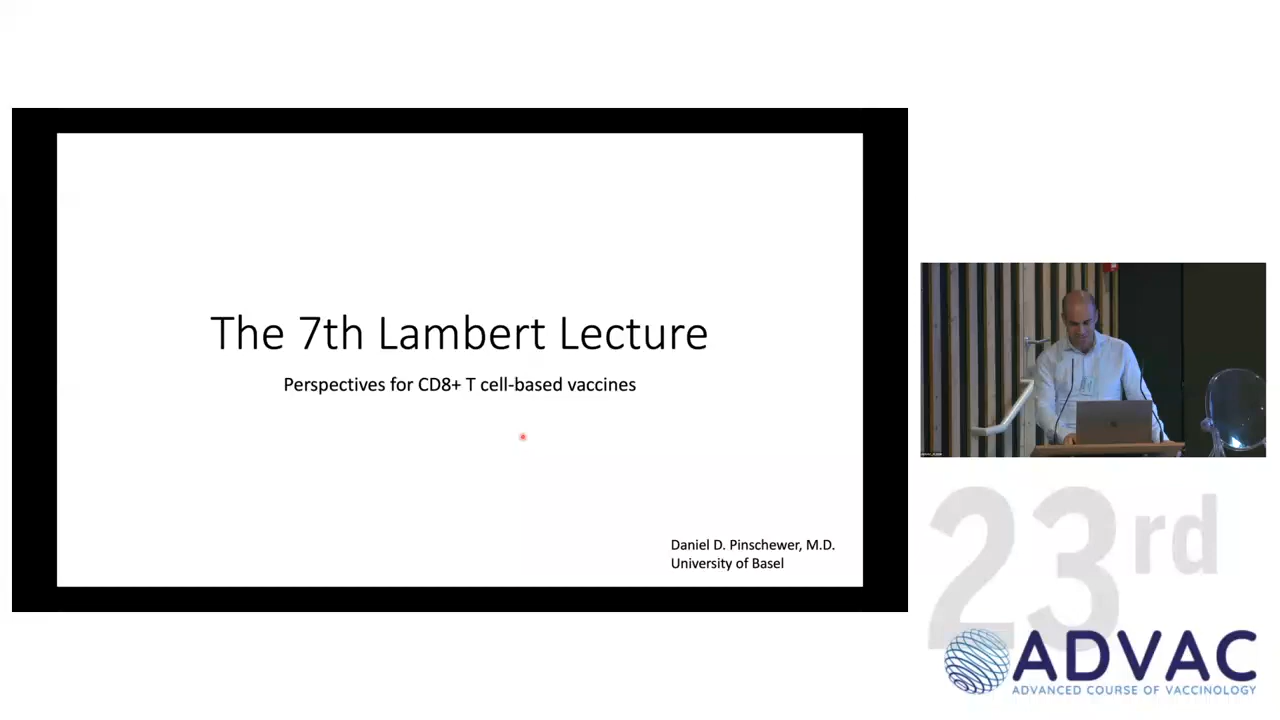 The 7th Lambert Lecture
Perspectives for CD8+ T cell-based vaccines
Daniel D. Pinschewer, M.D.
University of Basel
23rd
ADVAC
ADVANCED COURSE OF VACCINOLOGY